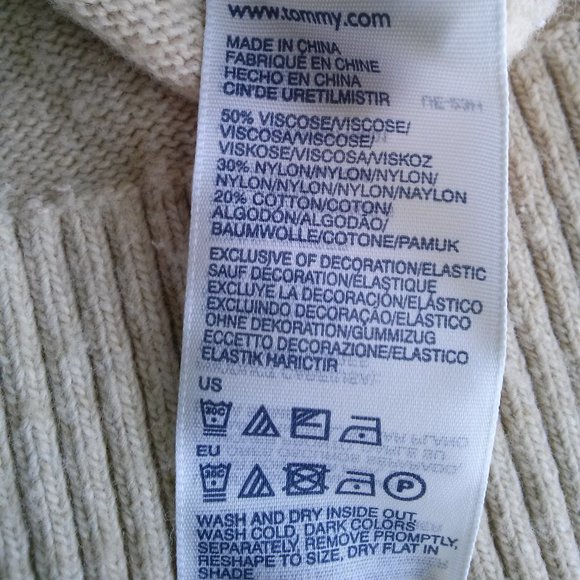 www.tommy.com
MADE IN CHINA
FABRIQUÉ EN CHINE
HECHO EN CHINA
CIN'DE URETILMISTIR
50% VISCOSE/VISCOSE/
VISCOSA/VISCOSE/
VISKOSE/VISCOSA/VISKOZ
30% NYLON/NYLON/NYLON/
NYLON/NYLON/NYLON/NAYLON
20% COTTON/COTON/
ALGODÓN/ALGODÃO/
BAUMWOLLE/COTONE/PAMUK
EXCLUSIVE OF DECORATION/ELASTIC
SAUF DECORATION/ÉLASTIQUE
EXCLUYE LA DECORACIÓN/ELÁSTICO
EXCLUINDO DECORAÇÃO/ELÁSTICO
OHNE DEKORATION/GUMMIZUG
ECCETTO DECORAZIONE/ELASTICO
ELASTIK HARICTIR
US
30C
EU
30C
P
WASH AND DRY INSIDE OUT
WASH COLD, DARK COLORS
SEPARATELY, REMOVE PROMPTLY,
RESHAPE TO SIZE, DRY FLAT IN
SHADE